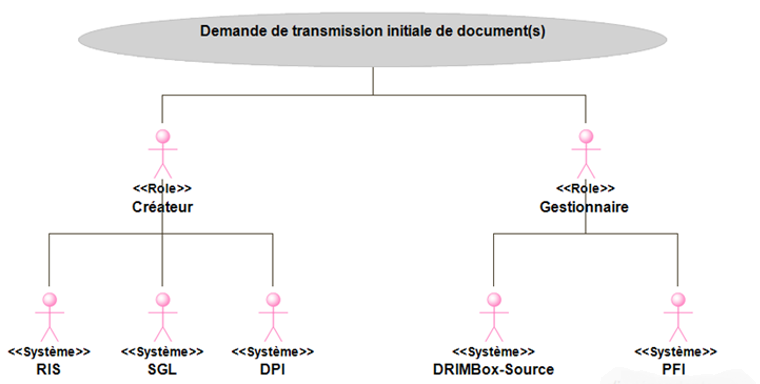 Demande de transmission initiale de document(s)
<<Role>> <<Role>>
Créateur Gestionnaire
<<Système>> <<Système>> <<Système>> <<Système>> <<Système>>
RIS SGL DPI DRIMBox-Source PFI